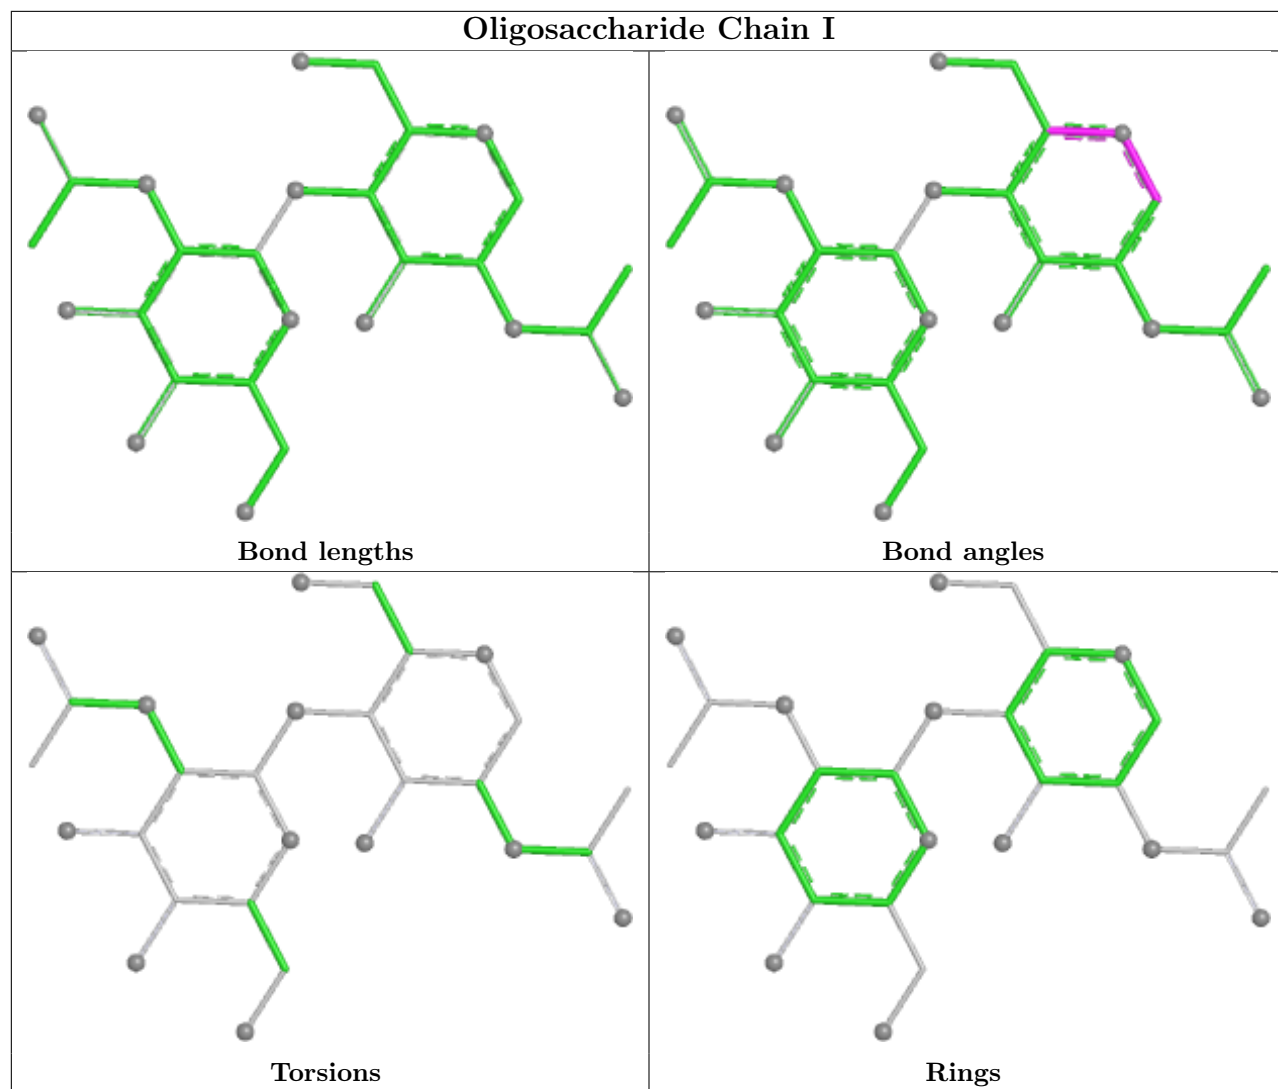 Oligosaccharide Chain I
Bond lengths
Bond angles
Torsions
Rings